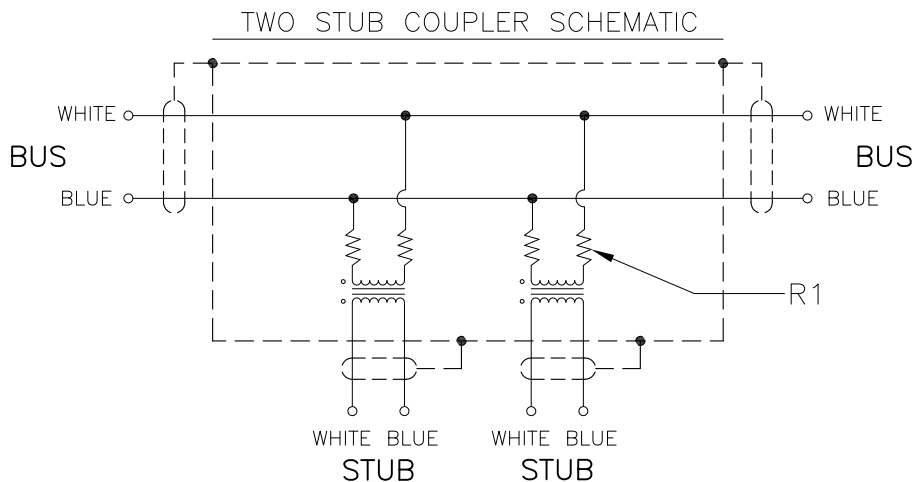 TWO STUB COUPLER SCHEMATIC
WHITE
WHITE
BUS
BUS
BLUE
BLUE
R1
WHITE BLUE
WHITE BLUE
STUB
STUB